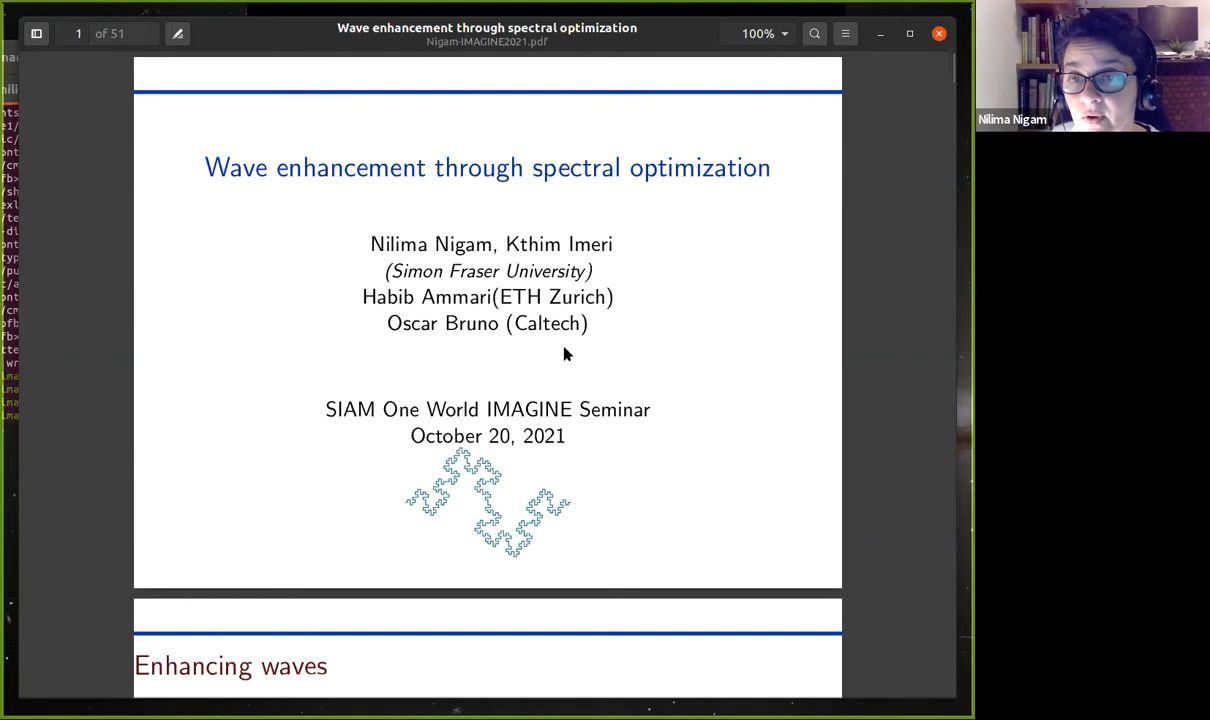 Wave enhancement through spectral optimization
Nigam-IMAGINE2021.pdf
1 of 51
100%
Nilima Nigam
Wave enhancement through spectral optimization
Nilima Nigam, Kthim Imeri
(Simon Fraser University)
Habib Ammari(ETH Zurich)
Oscar Bruno (Caltech)
SIAM One World IMAGINE Seminar
October 20, 2021
Enhancing waves